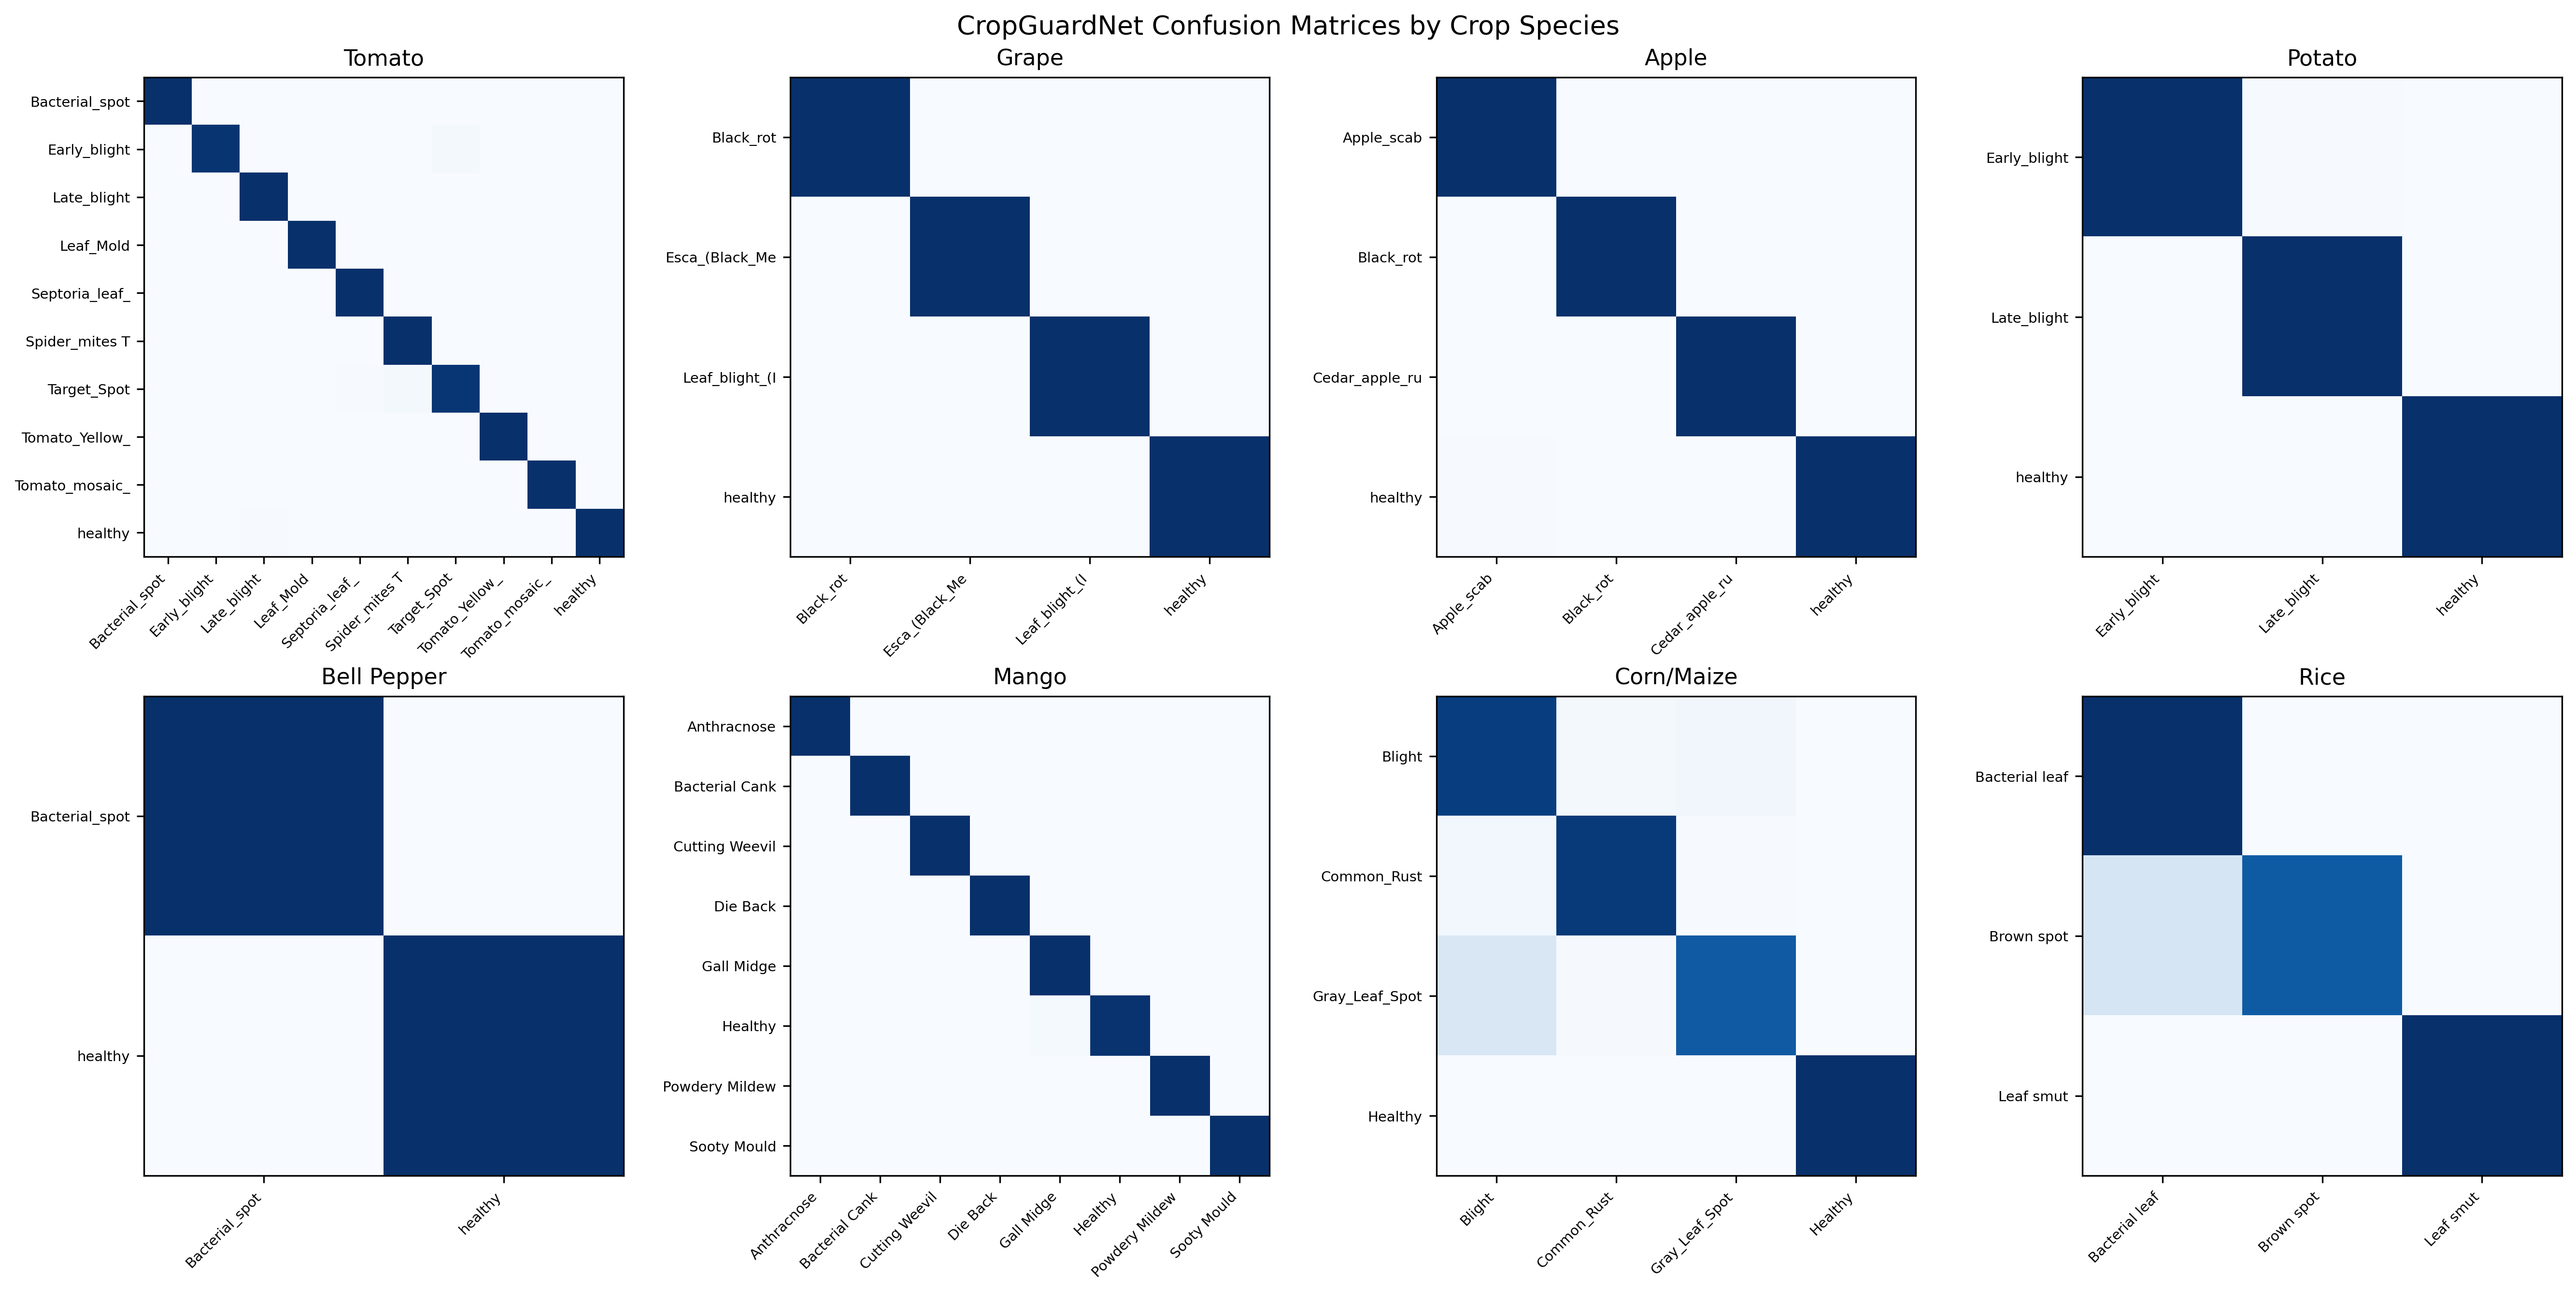 CropGuardNet Confusion Matrices by Crop Species
Tomato
Bacterial_spot
Early_blight
Late_blight
Leaf_Mold
Septoria_leaf_
Spider_mites T
Target_Spot
Tomato_Yellow_
Tomato_mosaic_
healthy
Bacterial_spot
Early_blight
Late_blight
Leaf_Mold
Septoria_leaf_
Spider_mites T
Target_Spot
Tomato_Yellow_
Tomato_mosaic_
healthy
Grape
Black_rot
Esca_(Black_Me
Leaf_blight_(I
healthy
Black_rot
Esca_(Black_Me
Leaf_blight_(I
healthy
Apple
Apple_scab
Black_rot
Cedar_apple_ru
healthy
Apple_scab
Black_rot
Cedar_apple_ru
healthy
Potato
Early_blight
Late_blight
healthy
Early_blight
Late_blight
healthy
Bell Pepper
Bacterial_spot
healthy
Bacterial_spot
healthy
Mango
Anthracnose
Bacterial Cank
Cutting Weevil
Die Back
Gall Midge
Healthy
Powdery Mildew
Sooty Mould
Anthracnose
Bacterial Cank
Cutting Weevil
Die Back
Gall Midge
Healthy
Powdery Mildew
Sooty Mould
Corn/Maize
Blight
Common_Rust
Gray_Leaf_Spot
Healthy
Blight
Common_Rust
Gray_Leaf_Spot
Healthy
Rice
Bacterial leaf
Brown spot
Leaf smut
Bacterial leaf
Brown spot
Leaf smut